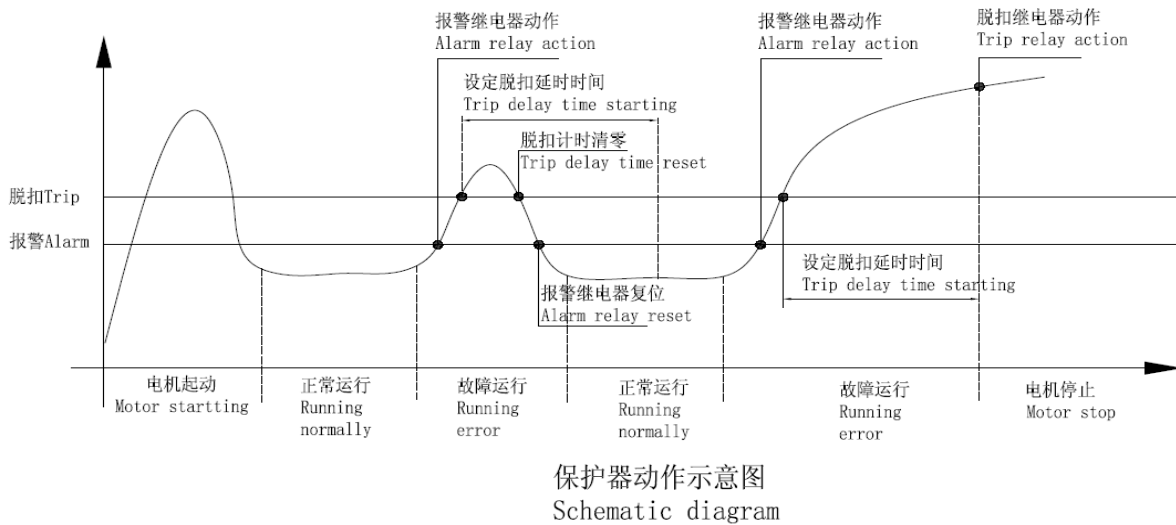 报警继电器动作
Alarm relay action
报警继电器动作
Alarm relay action
脱扣继电器动作
Trip relay action
设定脱扣延时时间
Trip delay time starting
脱扣计时清零
Trip delay time reset
脱扣Trip
报警Alarm
设定脱扣延时时间
Trip delay time starting
报警继电器复位
Alarm relay reset
电机起动
Motor startting
正常运行
Running
normally
故障运行
Running
error
正常运行
Running
normally
故障运行
Running
error
电机停止
Motor stop
保护器动作示意图
Schematic diagram